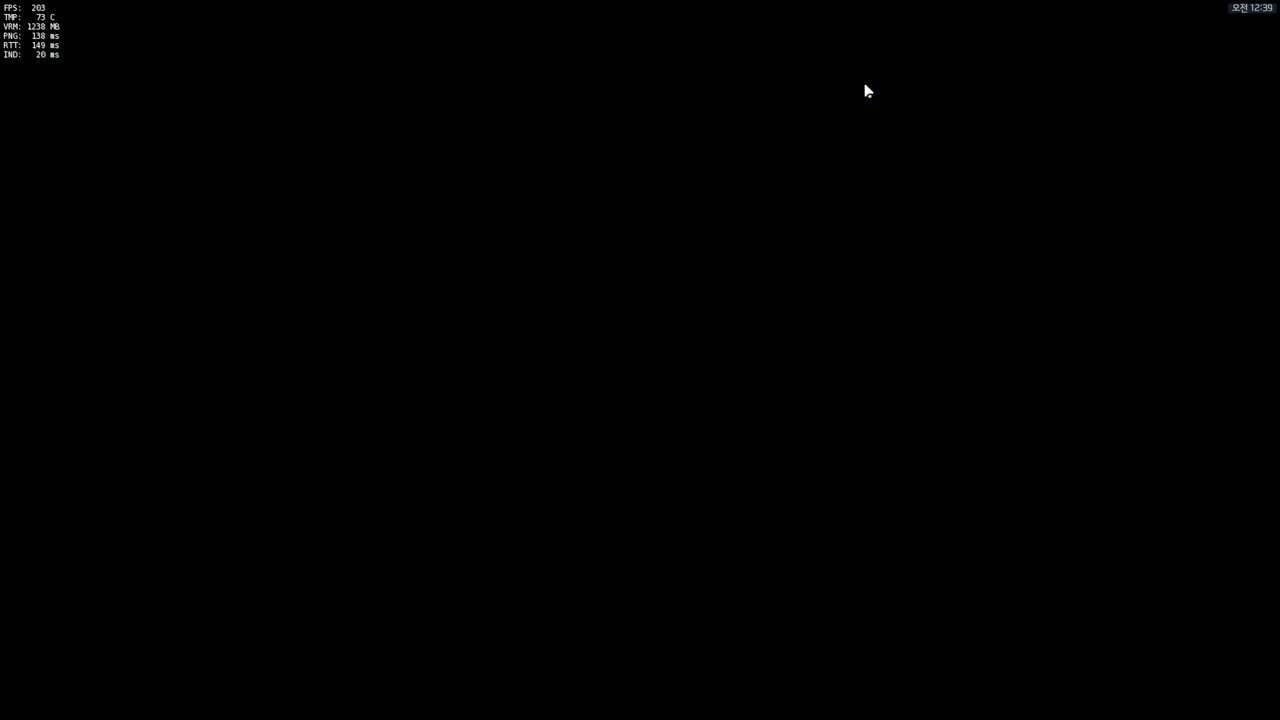 FPS: 203
TMP: 73 C
VRM: 1238 MB
PNG: 138 ms
RTT: 149 ms
IND: 20 ms
오전 12:39